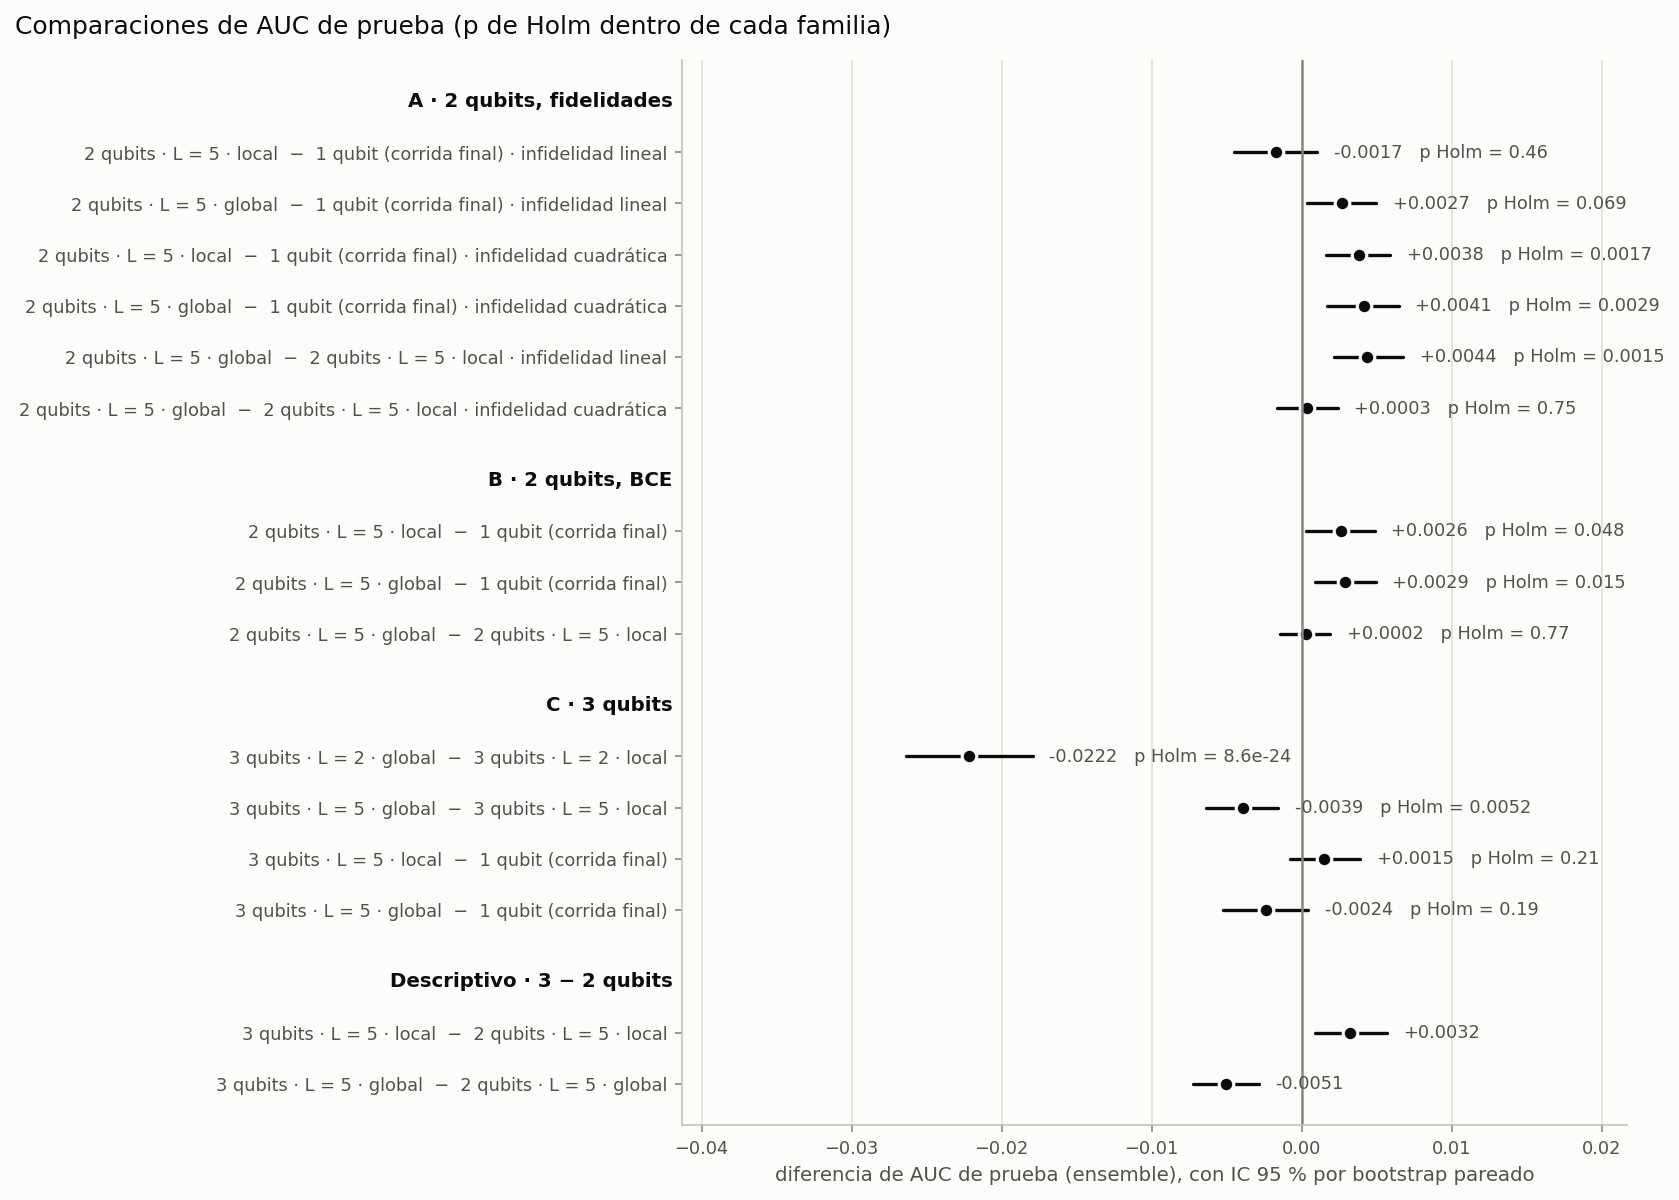 Comparaciones de AUC de prueba (p de Holm dentro de cada familia)
A · 2 qubits, fidelidades
2 qubits · L = 5 · local − 1 qubit (corrida final) · infidelidad lineal -0.0017 p Holm = 0.46
2 qubits · L = 5 · global − 1 qubit (corrida final) · infidelidad lineal +0.0027 p Holm = 0.069
2 qubits · L = 5 · local − 1 qubit (corrida final) · infidelidad cuadrática +0.0038 p Holm = 0.0017
2 qubits · L = 5 · global − 1 qubit (corrida final) · infidelidad cuadrática +0.0041 p Holm = 0.0029
2 qubits · L = 5 · global − 2 qubits · L = 5 · local · infidelidad lineal +0.0044 p Holm = 0.0015
2 qubits · L = 5 · global − 2 qubits · L = 5 · local · infidelidad cuadrática +0.0003 p Holm = 0.75
B · 2 qubits, BCE
2 qubits · L = 5 · local − 1 qubit (corrida final) +0.0026 p Holm = 0.048
2 qubits · L = 5 · global − 1 qubit (corrida final) +0.0029 p Holm = 0.015
2 qubits · L = 5 · global − 2 qubits · L = 5 · local +0.0002 p Holm = 0.77
C · 3 qubits
3 qubits · L = 2 · global − 3 qubits · L = 2 · local -0.0222 p Holm = 8.6e-24
3 qubits · L = 5 · global − 3 qubits · L = 5 · local -0.0039 p Holm = 0.0052
3 qubits · L = 5 · local − 1 qubit (corrida final) +0.0015 p Holm = 0.21
3 qubits · L = 5 · global − 1 qubit (corrida final) -0.0024 p Holm = 0.19
Descriptivo · 3 − 2 qubits
3 qubits · L = 5 · local − 2 qubits · L = 5 · local +0.0032
3 qubits · L = 5 · global − 2 qubits · L = 5 · global -0.0051
−0.04 −0.03 −0.02 −0.01 0.00 0.01 0.02
diferencia de AUC de prueba (ensemble), con IC 95 % por bootstrap pareado